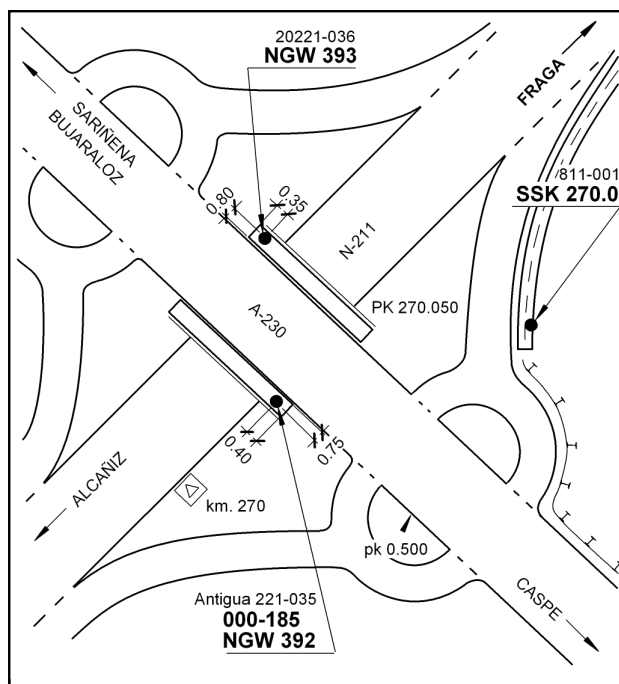 20221-036
NGW 393
FRAGA
SARIÑENA
BUJARALOZ
811-001
SSK 270.0
0.80
0.35
N-211
PK 270.050
A-230
ALCAÑIZ
0.40
0.75
km. 270
pk 0.500
CASPE
Antigua 221-035
000-185
NGW 392